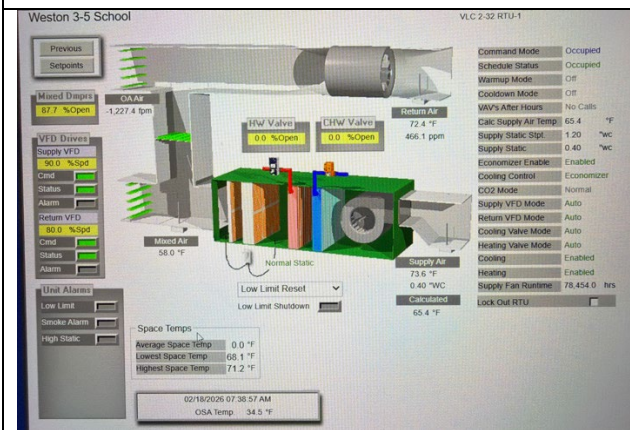 Weston 3-5 School
VLC 2-32 RTU-1
Previous
Setpoints
Mixed Dmprs
87.7 %Open
OA Air
-1,227.4 fpm
VFD Drives
Supply VFD
90.0 %Spd
Cmd
Status
Alarm
Return VFD
80.0 %Spd
Cmd
Status
Alarm
Unit Alarms
Low Limit
Smoke Alarm
High Static
HW Valve
0.0 %Open
CHW Valve
0.0 %Open
Return Air
72.4 °F
466.1 ppm
Mixed Air
58.0 °F
Normal Static
Low Limit Reset
Low Limit Shutdown
Supply Air
73.6 °F
0.40 "WC
Calculated
65.4 °F
Space Temps
Average Space Temp 0.0 °F
Lowest Space Temp 68.1 °F
Highest Space Temp 71.2 °F
02/18/2026 07:38:57 AM
OSA Temp 34.5 °F
Command Mode Occupied
Schedule Status Occupied
Warmup Mode Off
Cooldown Mode Off
VAV's After Hours No Calls
Calc Supply Air Temp 65.4 °F
Supply Static Stpt. 1.20 "wc
Supply Static 0.40 "wc
Economizer Enable Enabled
Cooling Control Economizer
CO2 Mode Normal
Supply VFD Mode Auto
Return VFD Mode Auto
Cooling Valve Mode Auto
Heating Valve Mode Auto
Cooling Enabled
Heating Enabled
Supply Fan Runtime 78,454.0 hrs
Lock Out RTU